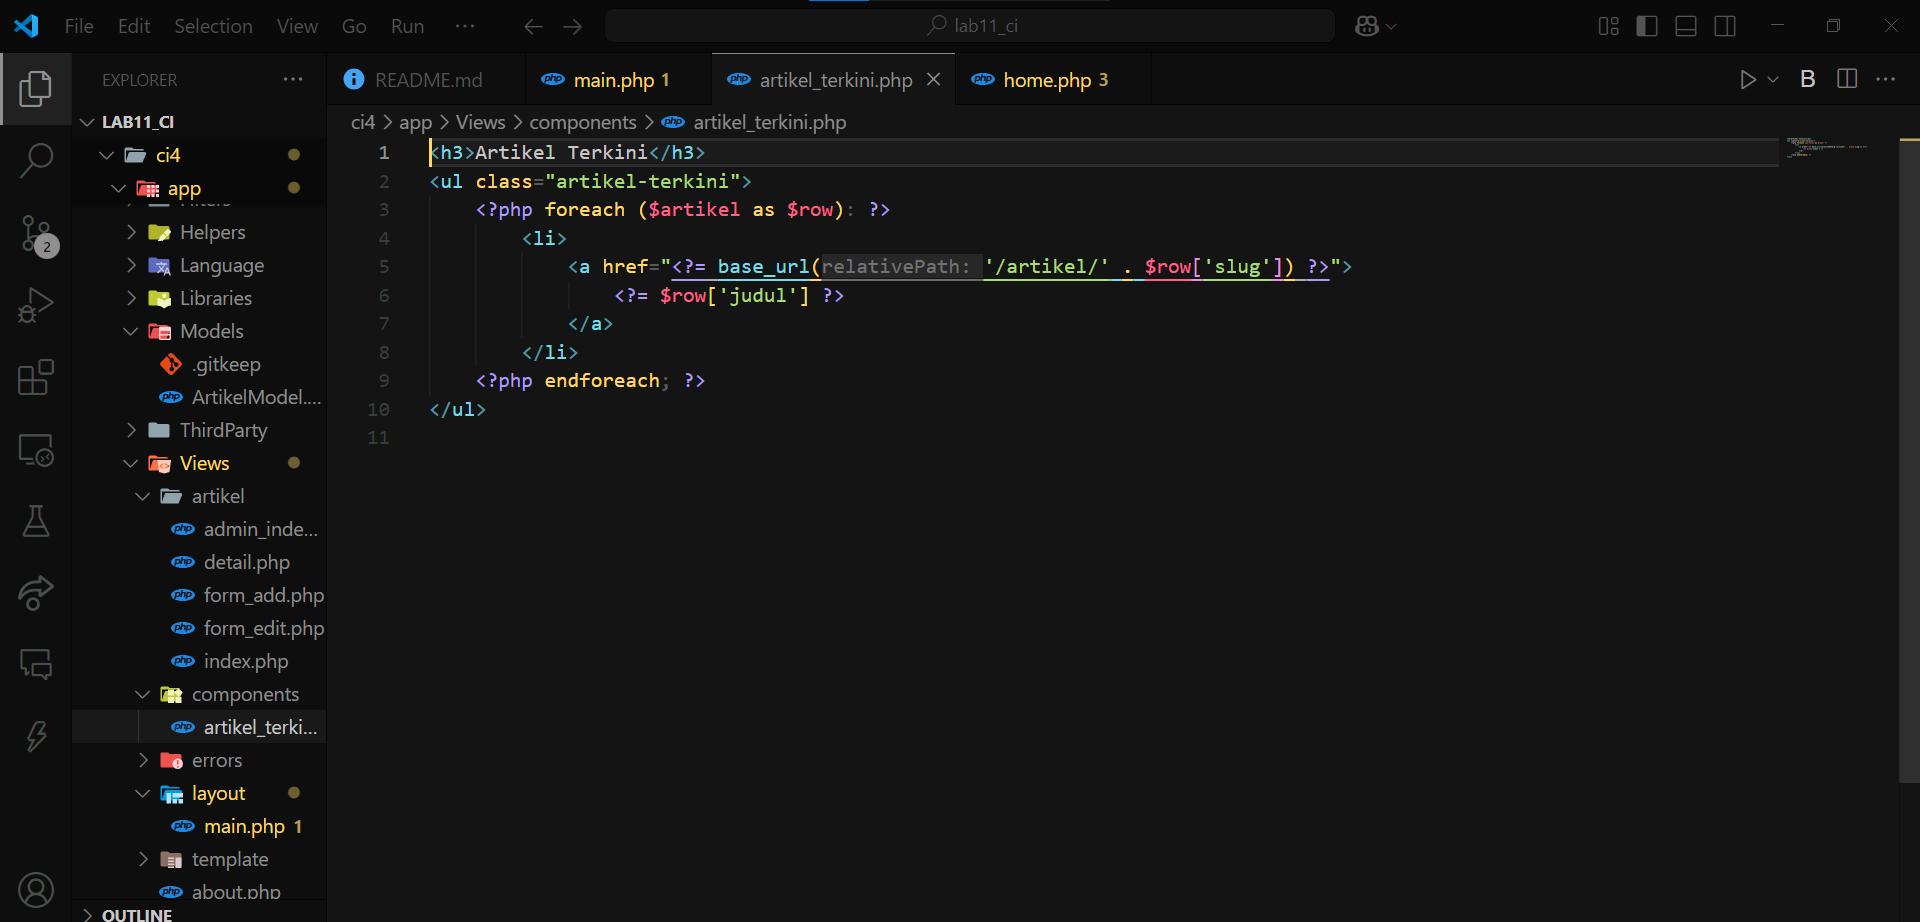 File Edit Selection View Go Run ··· lab11_ci
EXPLORER ···
README.md main.php 1 artikel_terkini.php home.php 3 B ···
LAB11_CI
ci4 > app > Views > components > artikel_terkini.php
ci4
app
Helpers
Language
Libraries
Models
.gitkeep
ArtikelModel....
ThirdParty
Views
artikel
admin_inde...
detail.php
form_add.php
form_edit.php
index.php
components
artikel_terki...
errors
layout
main.php 1
template
about.php
OUTLINE
2
1 <h3>Artikel Terkini</h3>
2 <ul class="artikel-terkini">
3 <?php foreach ($artikel as $row): ?>
4 <li>
5 <a href="<?= base_url(relativePath: '/artikel/' . $row['slug']) ?>">
6 <?= $row['judul'] ?>
7 </a>
8 </li>
9 <?php endforeach; ?>
10 </ul>
11